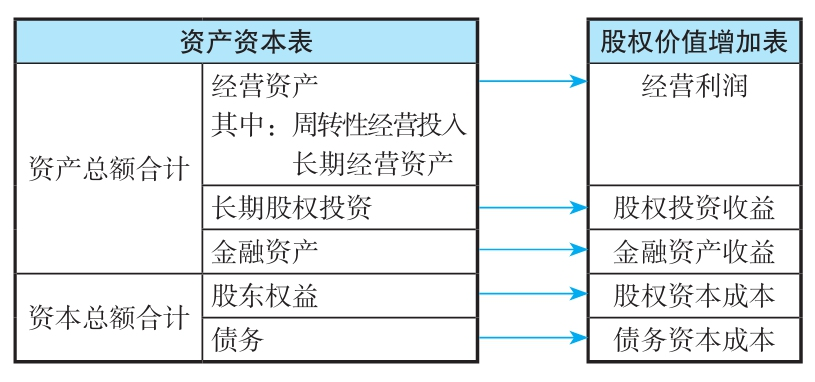 资产资本表
股权价值增加表
资产总额合计
经营资产
其中：周转性经营投入
长期经营资产
经营利润
长期股权投资
股权投资收益
金融资产
金融资产收益
资本总额合计
股东权益
股权资本成本
债务
债务资本成本